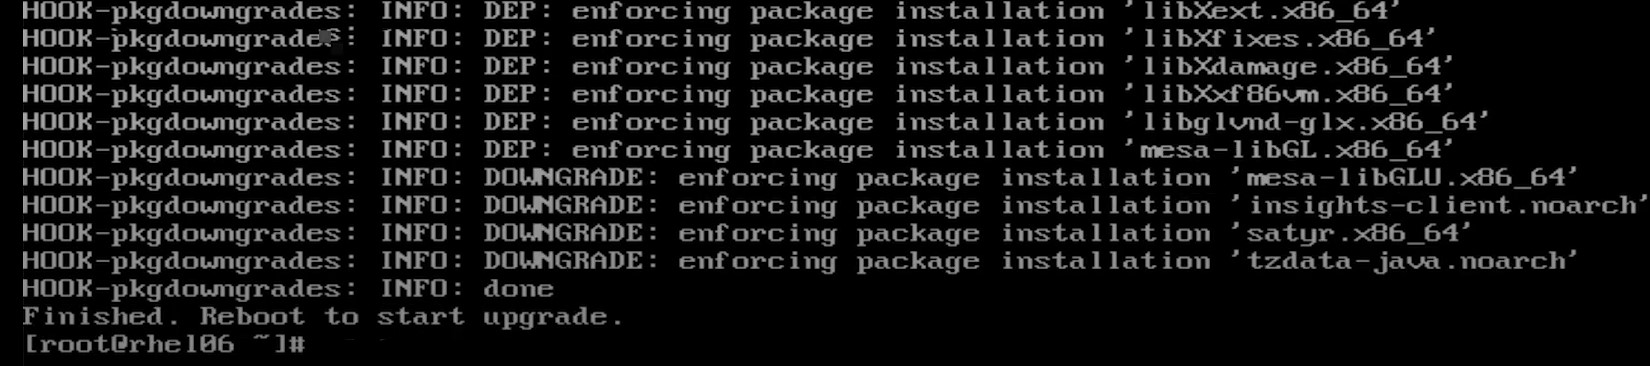 HOOK-pkgdowngrades: INFO: DEP: enforcing package installation 'libXext.x86_64'
HOOK-pkgdowngrades: INFO: DEP: enforcing package installation 'libXfixes.x86_64'
HOOK-pkgdowngrades: INFO: DEP: enforcing package installation 'libXdamage.x86_64'
HOOK-pkgdowngrades: INFO: DEP: enforcing package installation 'libXxf86vm.x86_64'
HOOK-pkgdowngrades: INFO: DEP: enforcing package installation 'libglvnd-glx.x86_64'
HOOK-pkgdowngrades: INFO: DEP: enforcing package installation 'mesa-libGL.x86_64'
HOOK-pkgdowngrades: INFO: DOWNGRADE: enforcing package installation 'mesa-libGLU.x86_64'
HOOK-pkgdowngrades: INFO: DOWNGRADE: enforcing package installation 'insights-client.noarch'
HOOK-pkgdowngrades: INFO: DOWNGRADE: enforcing package installation 'satyr.x86_64'
HOOK-pkgdowngrades: INFO: DOWNGRADE: enforcing package installation 'tzdata-java.noarch'
HOOK-pkgdowngrades: INFO: done
Finished. Reboot to start upgrade.
[root@rhel06 ~]#